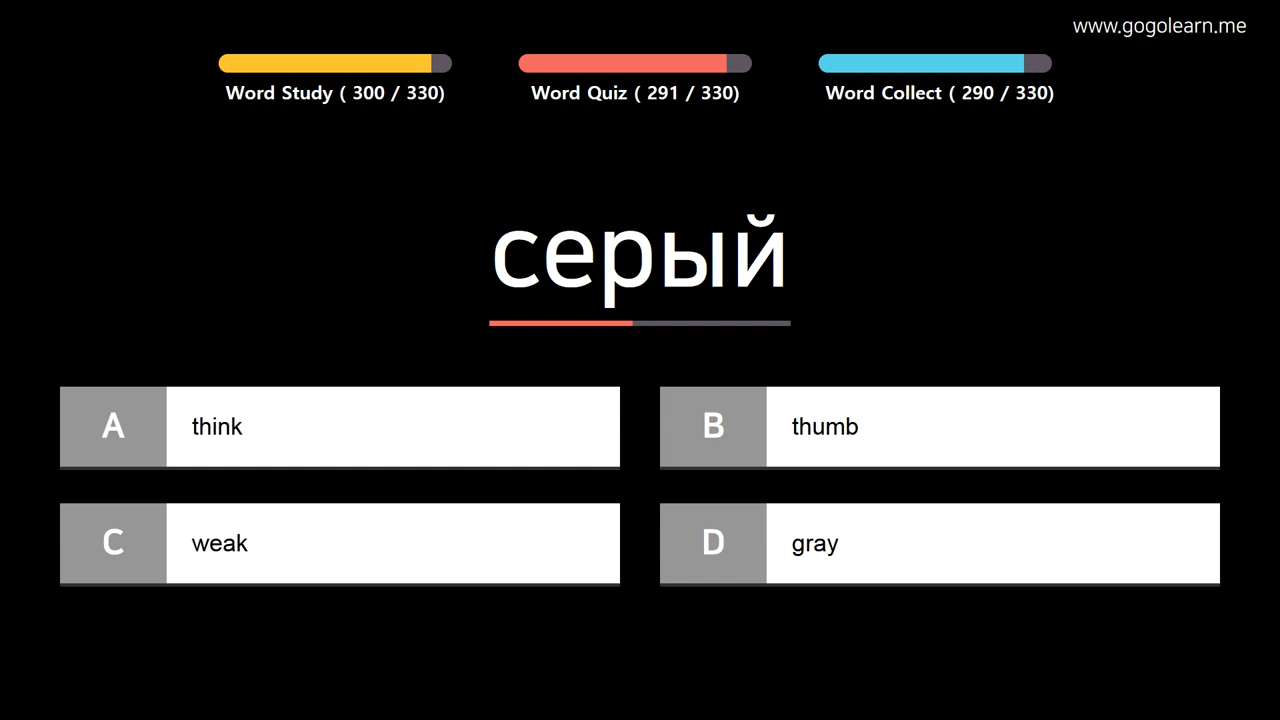 www.gogolearn.me
Word Study ( 300 / 330)
Word Quiz ( 291 / 330)
Word Collect ( 290 / 330)
серый
A think
B thumb
C weak
D gray